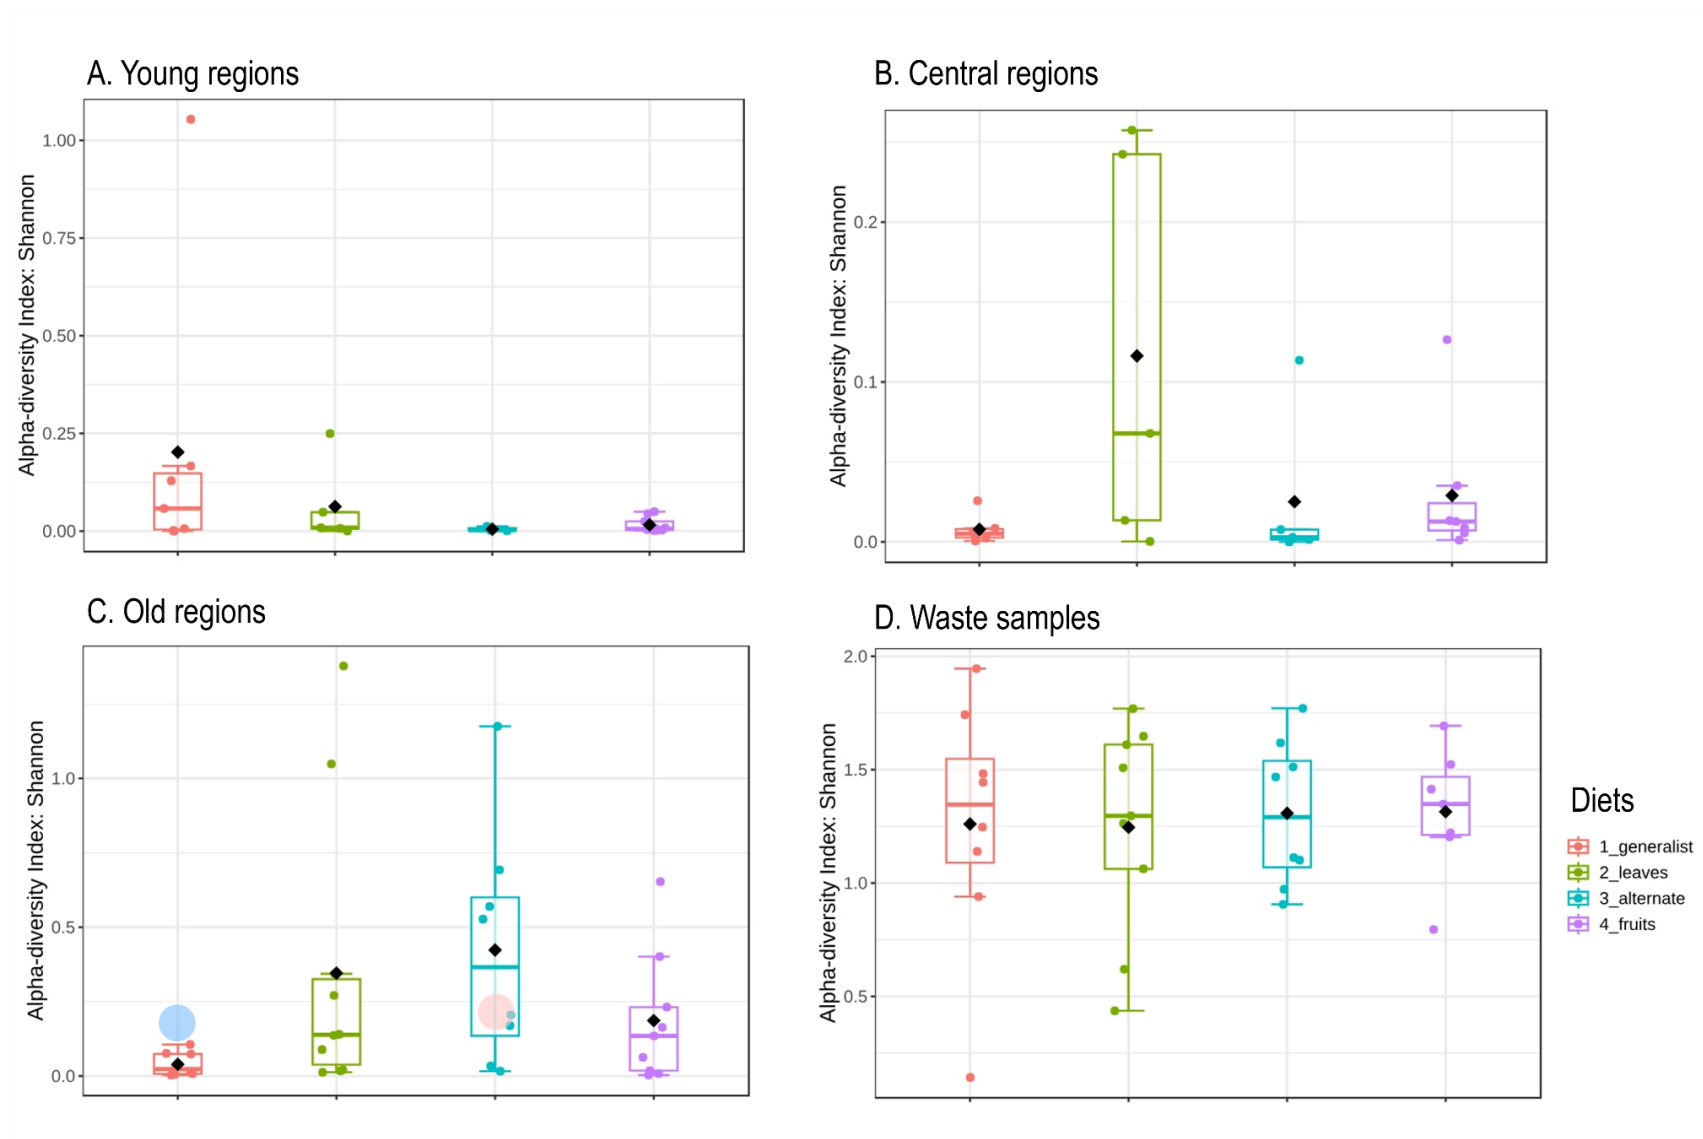 A. Young regions
Alpha-diversity Index: Shannon
1.00
0.75
0.50
0.25
0.00
B. Central regions
Alpha-diversity Index: Shannon
0.2
0.1
0.0
C. Old regions
Alpha-diversity Index: Shannon
1.0
0.5
0.0
D. Waste samples
Alpha-diversity Index: Shannon
2.0
1.5
1.0
0.5
Diets
1_generalist
2_leaves
3_alternate
4_fruits